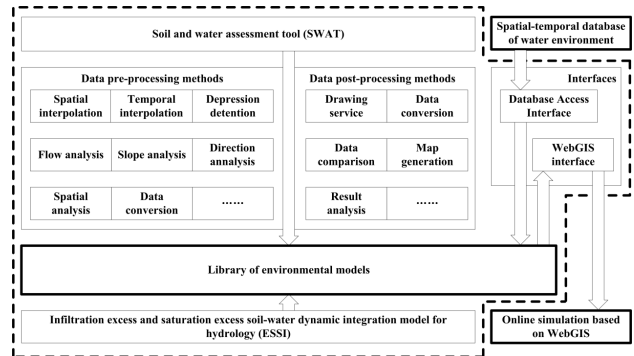 Soil and water assessment tool (SWAT)
Spatial-temporal database
of water environment
Data pre-processing methods
Spatial
interpolation
Temporal
interpolation
Depression
detention
Flow analysis
Slope analysis
Direction
annalysis
Spatial
analysis
Data
conversion
......
Data post-processing methods
Drawing
service
Data
conversion
Data
comparison
Map
generation
Result
analysis
......
Interfaces
Database Access
Interface
WebGIS
interface
Library of environmental models
Infiltration excess and saturation excess soil-water dynamic integration model for
hydrology (ESSI)
Online simulation based
on WebGIS